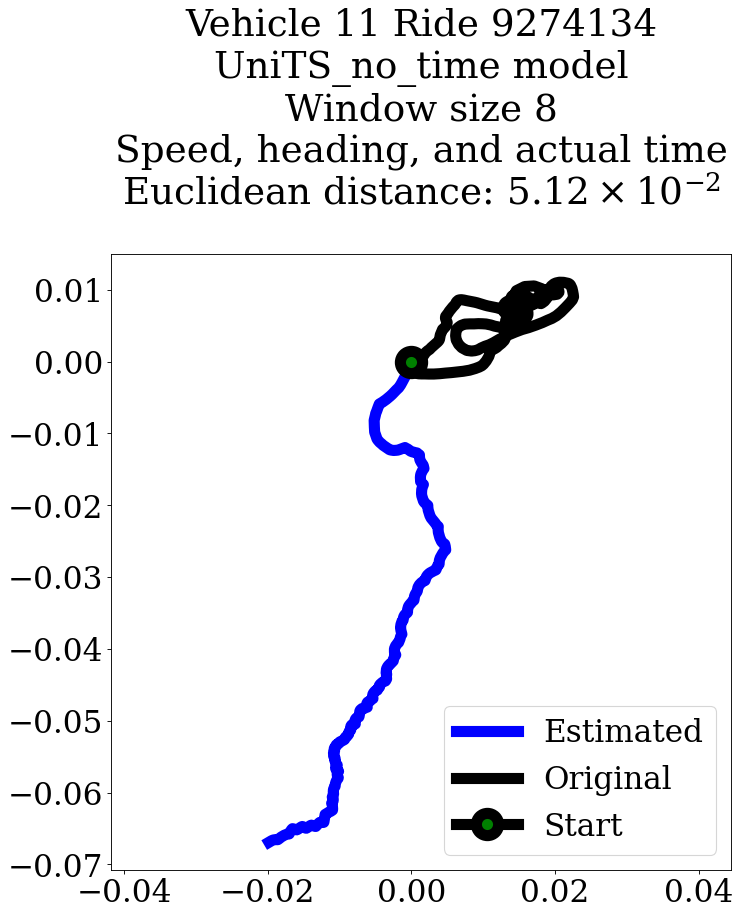 Vehicle 11 Ride 9274134
UniTS_no_time model
Window size 8
Speed, heading, and actual time
Euclidean distance: 5.12 × 10⁻²
0.01
0.00
−0.01
−0.02
−0.03
−0.04
−0.05
−0.06
−0.07
Estimated
Original
Start
−0.04 −0.02 0.00 0.02 0.04